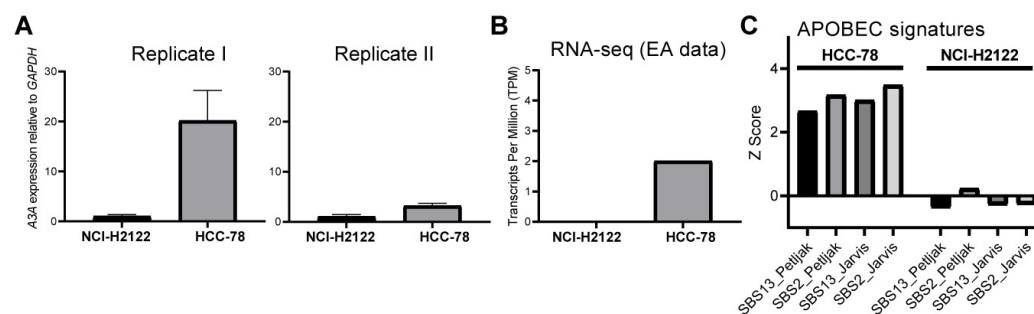 A
Replicate I
Replicate II
A3A expression relative to GAPDH
30
20
10
0
NCI-H2122
HCC-78
30
20
10
0
NCI-H2122
HCC-78
B
RNA-seq (EA data)
Transcripts Per Million (TPM)
5
4
3
2
1
0
NCI-H2122
HCC-78
C
APOBEC signatures
HCC-78
NCI-H2122
Z Score
4
2
0
SBS13_Petljak
SBS2_Petljak
SBS13_Jarvis
SBS2_Jarvis
SBS13_Petljak
SBS2_Petljak
SBS13_Jarvis
SBS2_Jarvis